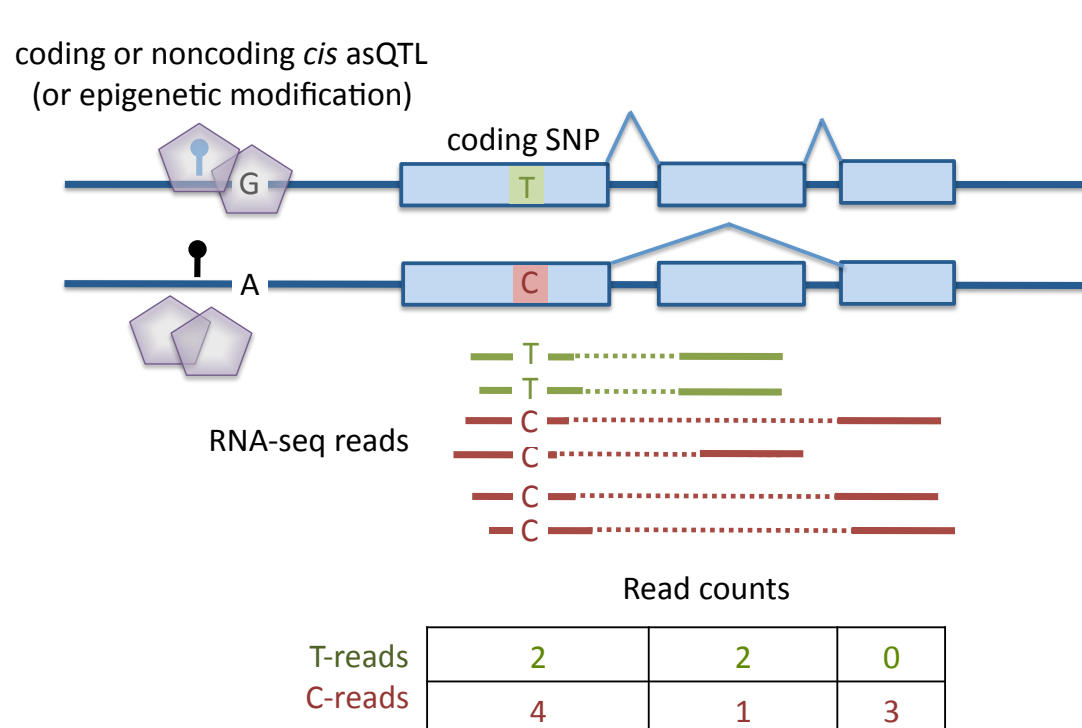 coding or noncoding cis asQTL
(or epigenetic modification)
coding SNP
G
T
A
C
T
T
RNA-seq reads
C
C
C
C
Read counts
T-reads 2 2 0
C-reads 4 1 3